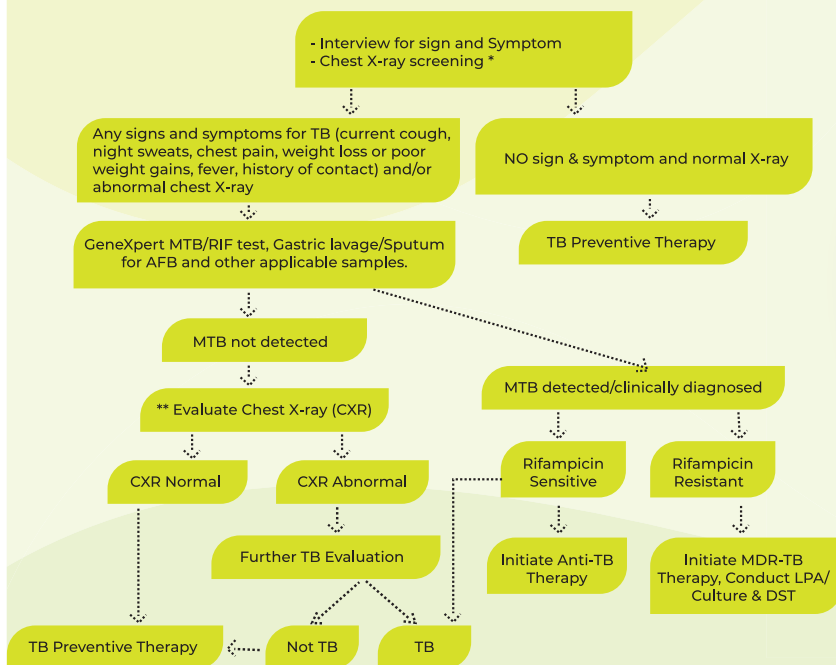 - Interview for sign and Symptom
- Chest X-ray screening *
Any signs and symptoms for TB (current cough,
night sweats, chest pain, weight loss or poor
weight gains, fever, history of contact) and/or
abnormal chest X-ray
NO sign & symptom and normal X-ray
GeneXpert MTB/RIF test, Gastric lavage/Sputum
for AFB and other applicable samples.
TB Preventive Therapy
MTB not detected
MTB detected/clinically diagnosed
** Evaluate Chest X-ray (CXR)
CXR Normal
CXR Abnormal
Rifampicin
Sensitive
Rifampicin
Resistant
Further TB Evaluation
Initiate Anti-TB
Therapy
Initiate MDR-TB
Therapy, Conduct LPA/
Culture & DST
TB Preventive Therapy
Not TB
TB